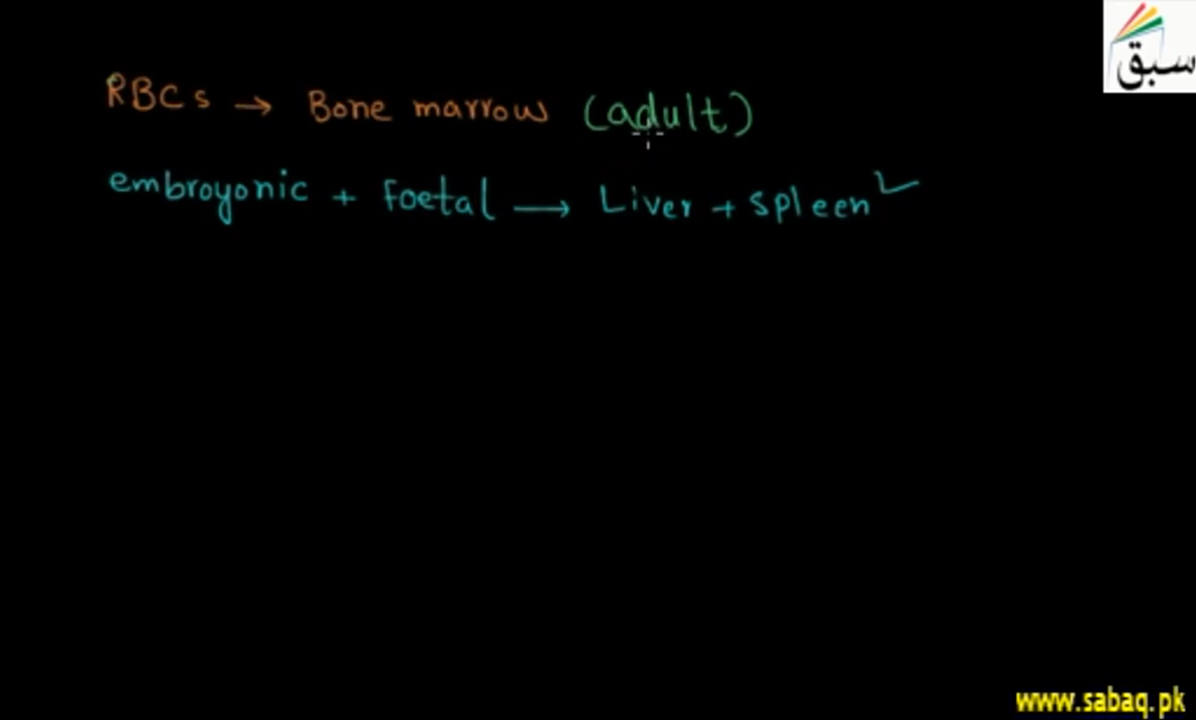 سبق
RBCs → Bone marrow (adult)
embroyonic + Foetal → Liver + spleen
www.sabaq.pk